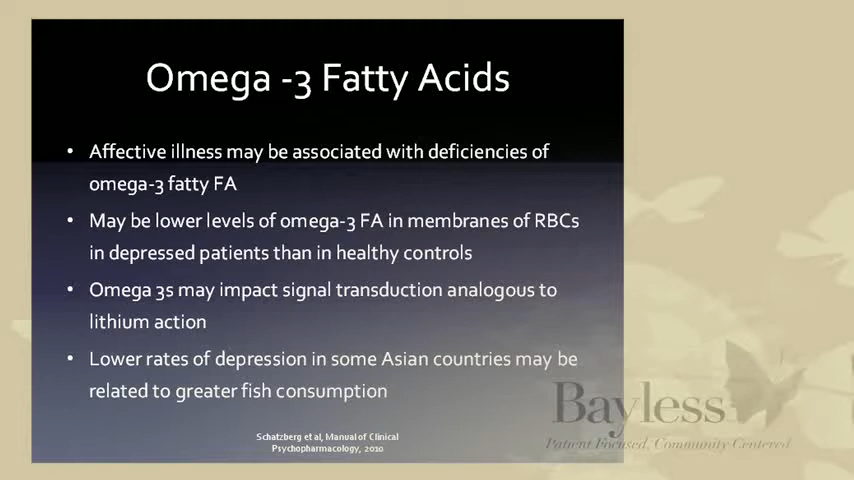 Omega -3 Fatty Acids
• Affective illness may be associated with deficiencies of
omega-3 fatty FA
• May be lower levels of omega-3 FA in membranes of RBCs
in depressed patients than in healthy controls
• Omega 3s may impact signal transduction analogous to
lithium action
• Lower rates of depression in some Asian countries may be
related to greater fish consumption
Schatzberg et al, Manual of Clinical
Psychopharmacology, 2010
Bayless
Patient Focused, Community Centered